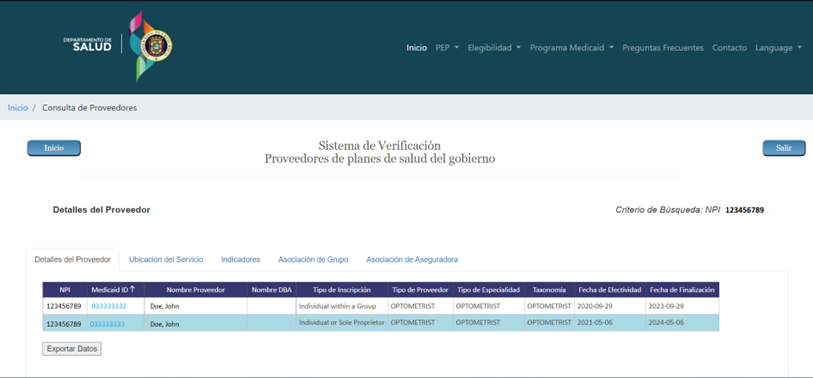 DEPARTAMENTO DE
SALUD
Inicio PEP Elegibilidad Programa Medicaid Preguntas Frecuentes Contacto Language
Inicio / Consulta de Proveedores
Inicio
Sistema de Verificación
Proveedores de planes de salud del gobierno
Salir
Detalles del Proveedor
Criterio de Búsqueda: NPI 123456789
Detalles del Proveedor Ubicación del Servicio Indicadores Asociación de Grupo Asociación de Aseguradora
NPI Medicaid ID ↑ Nombre Proveedor Nombre DBA Tipo de Inscripción Tipo de Proveedor Tipo de Especialidad Taxonomía Fecha de Efectividad Fecha de Finalización
123456789 033333332 Doe, John Individual within a Group OPTOMETRIST OPTOMETRIST OPTOMETRIST 2020-09-29 2023-09-29
123456789 033333333 Doe, John Individual or Sole Proprietor OPTOMETRIST OPTOMETRIST OPTOMETRIST 2021-05-06 2024-05-06
Exportar Datos